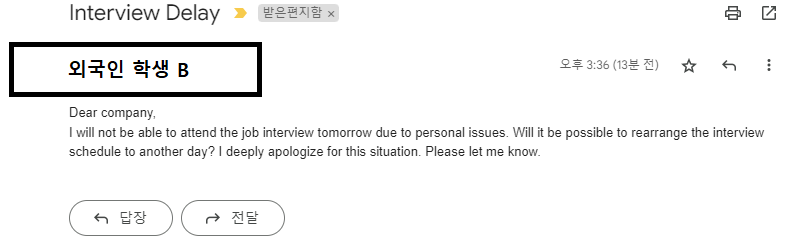 Interview Delay 받은편지함 ×
외국인 학생 B
오후 3:36 (13분 전)
Dear company,
I will not be able to attend the job interview tomorrow due to personal issues. Will it be possible to rearrange the interview
schedule to another day? I deeply apologize for this situation. Please let me know.
답장 전달